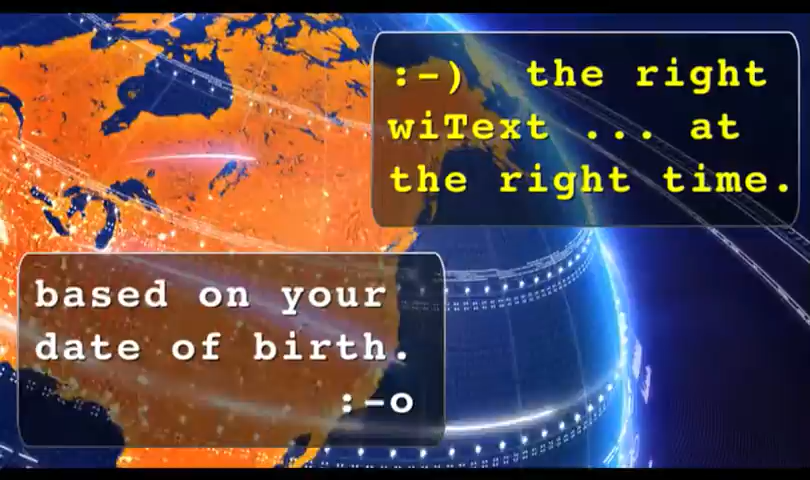 :-) the right
wiText ... at
the right time.
based on your
date of birth.
:-o